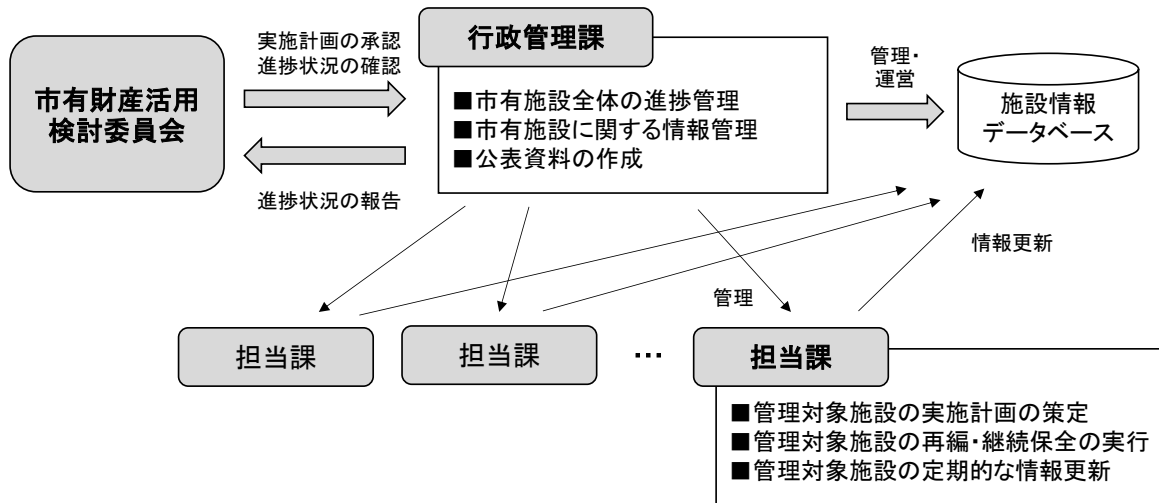 実施計画の承認
進捗状況の確認
行政管理課
管理・
運営
市有財産活用
検討委員会
■市有施設全体の進捗管理
■市有施設に関する情報管理
■公表資料の作成
施設情報
データベース
進捗状況の報告
情報更新
管理
担当課
担当課
…
担当課
■管理対象施設の実施計画の策定
■管理対象施設の再編・継続保全の実行
■管理対象施設の定期的な情報更新